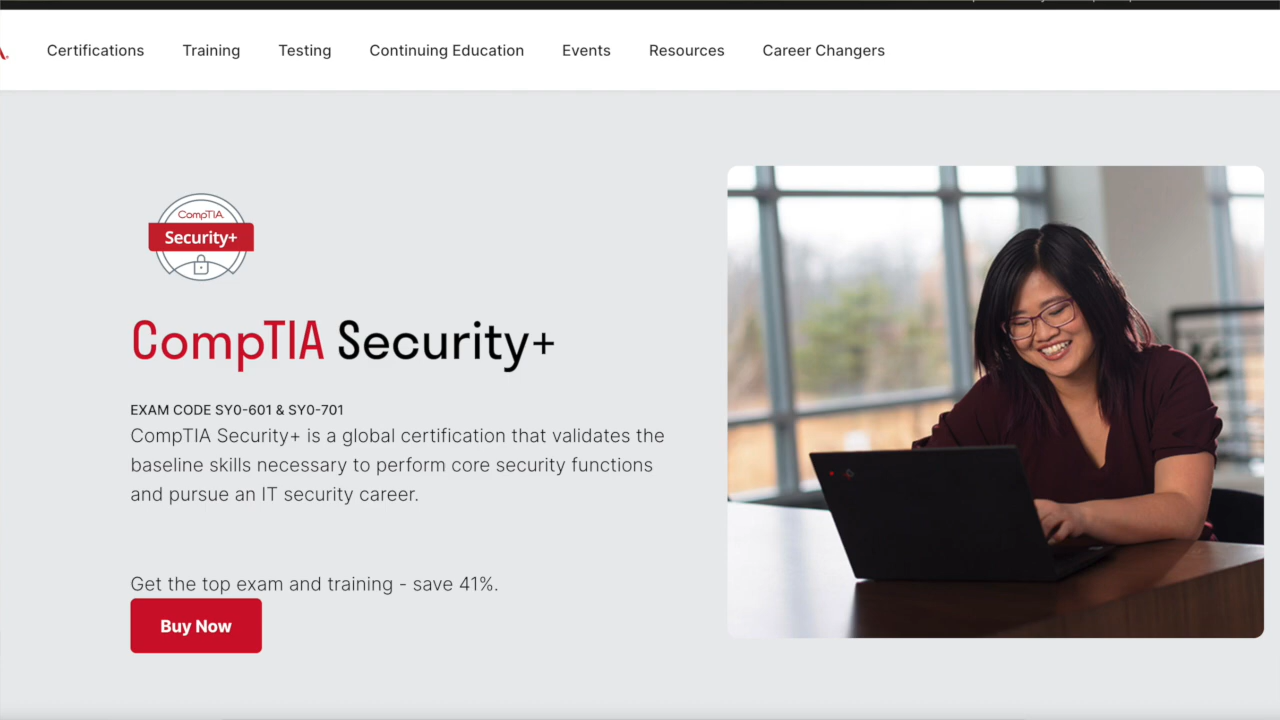 Certifications Training Testing Continuing Education Events Resources Career Changers
CompTIA
Security+
CompTIA Security+
EXAM CODE SY0-601 & SY0-701
CompTIA Security+ is a global certification that validates the
baseline skills necessary to perform core security functions
and pursue an IT security career.
Get the top exam and training - save 41%.
Buy Now